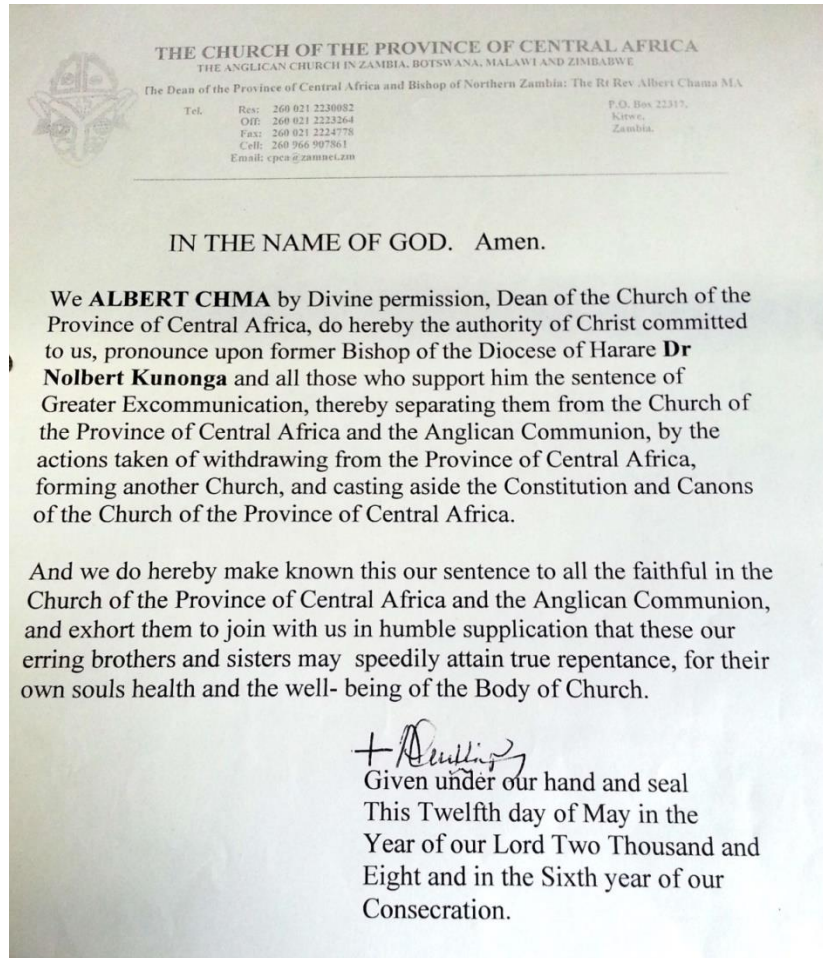 THE CHURCH OF THE PROVINCE OF CENTRAL AFRICA
THE ANGLICAN CHURCH IN ZAMBIA, BOTSWANA, MALAWI AND ZIMBABWE
The Dean of the Province of Central Africa and Bishop of Northern Zambia: The Rt Rev Albert Chama MA
Tel. Res: 260 021 2230082
Off: 260 021 2223264
Fax: 260 021 2224778
Cell: 260 966 907861
Email: cpca@zamnet.zm
P.O. Box 22317,
Kitwe,
Zambia.
IN THE NAME OF GOD. Amen.
We ALBERT CHMA by Divine permission, Dean of the Church of the
Province of Central Africa, do hereby the authority of Christ committed
to us, pronounce upon former Bishop of the Diocese of Harare Dr
Nolbert Kunonga and all those who support him the sentence of
Greater Excommunication, thereby separating them from the Church of
the Province of Central Africa and the Anglican Communion, by the
actions taken of withdrawing from the Province of Central Africa,
forming another Church, and casting aside the Constitution and Canons
of the Church of the Province of Central Africa.
And we do hereby make known this our sentence to all the faithful in the
Church of the Province of Central Africa and the Anglican Communion,
and exhort them to join with us in humble supplication that these our
erring brothers and sisters may speedily attain true repentance, for their
own souls health and the well- being of the Body of Church.
Given under our hand and seal
This Twelfth day of May in the
Year of our Lord Two Thousand and
Eight and in the Sixth year of our
Consecration.